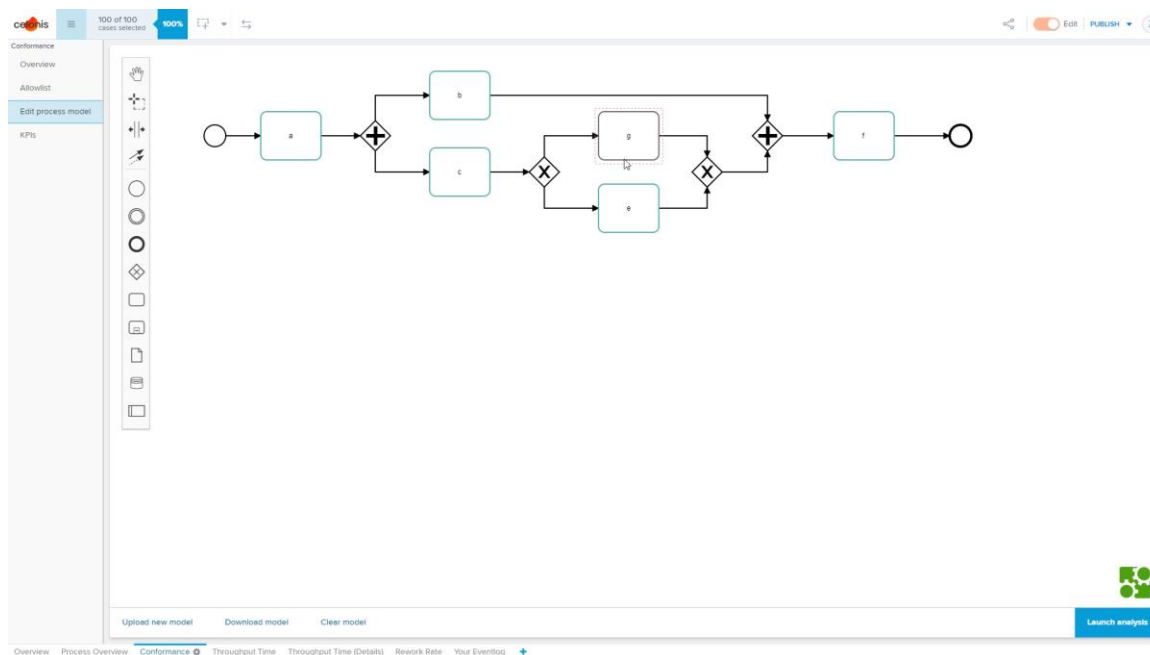 celonis
100 of 100
cases selected
100%
Edit
PUBLISH
Conformance
Overview
Allowlist
Edit process model
KPIs
a
b
c
g
e
f
Upload new model
Download model
Clear model
Launch analysis
Overview Process Overview Conformance Throughput Time Throughput Time (Details) Rework Rate Your Eventlog